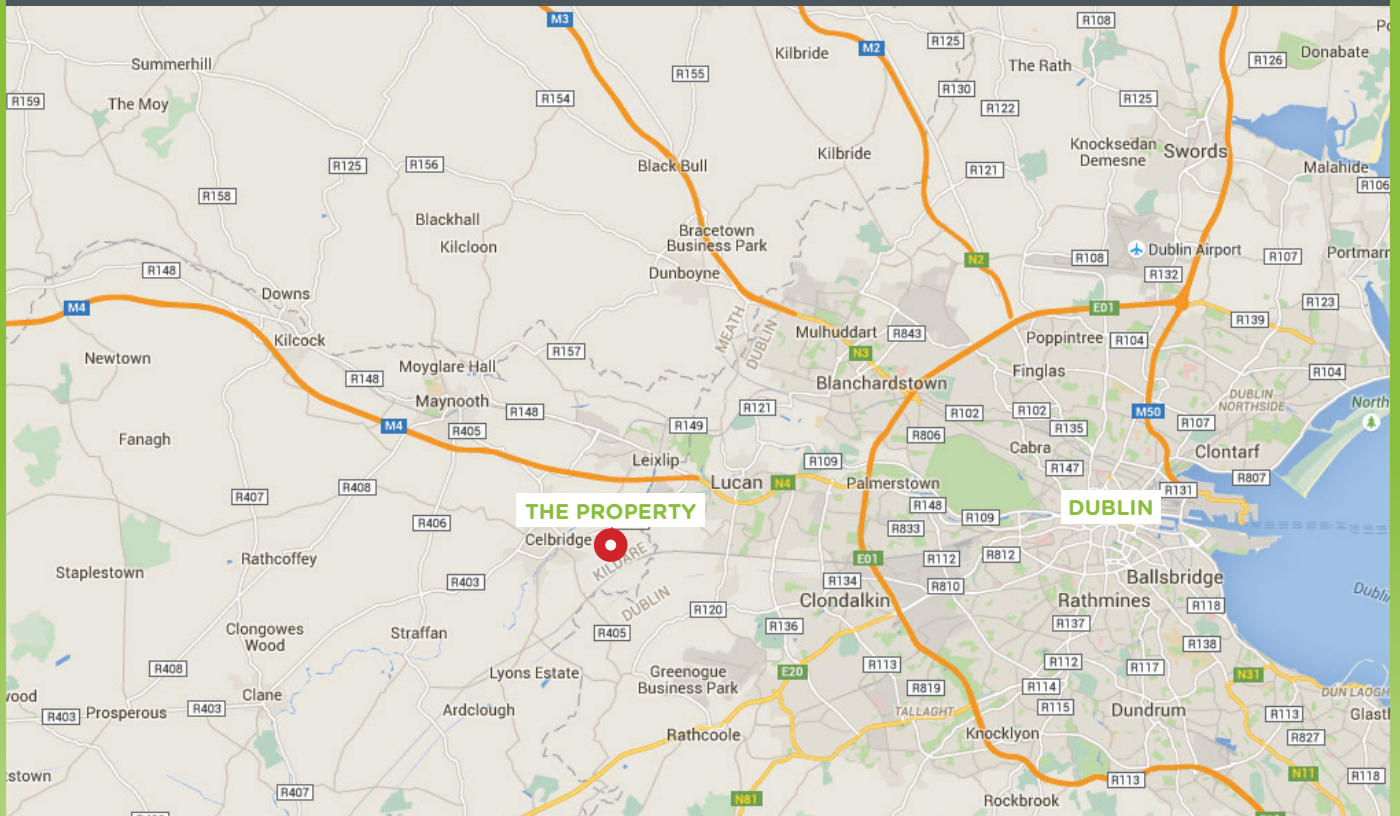 M3
R108
M2
R125
Kilbride
Donabate
R126
Summerhill
The Rath
R155
R130
R154
R125
R159
The Moy
R122
Knocksedan
Demesne
Swords
Kilbride
R125
R156
Black Bull
R121
Malahide
R106
R158
Blackhall
Bracetown
Business Park
Kilcloon
Dublin Airport
Portmarn
N2
R108
R107
R148
Dunboyne
R132
Downs
M4
E01
R123
MEATH
DUBLIN
Mulhuddart
R843
R139
Kilcock
Poppintree
R104
Newtown
R157
N3
Moyglare Hall
Finglas
R104
R148
Blanchardstown
Maynooth
DUBLIN
NORTHSIDE
North
R148
R121
R102
R102
M50
M4
R405
R149
R135
R107
Fanagh
R806
Cabra
Clontarf
Leixlip
R109
R147
R807
Lucan
N4
Palmerstown
R131
R408
R407
THE PROPERTY
R148
DUBLIN
R406
R109
R833
Celbridge
KILDARE
R812
Rathcoffey
E01
R112
Staplestown
R403
R134
R810
Ballsbridge
Dubli
DUBLIN
Clondalkin
Rathmines
R120
R118
Clongowes
Wood
Straffan
R405
R136
R137
R138
R408
Lyons Estate
Greenogue
Business Park
E20
R113
R112
R117
N31
wood
Clane
R819
R114
DUN LAOGH
R403
Prosperous
R403
Ardclough
TALLAGHT
R115
Dundrum
R113
Glast
Rathcoole
Knocklyon
R827
kstown
R407
R113
N11
R118
N81
Rockbrook